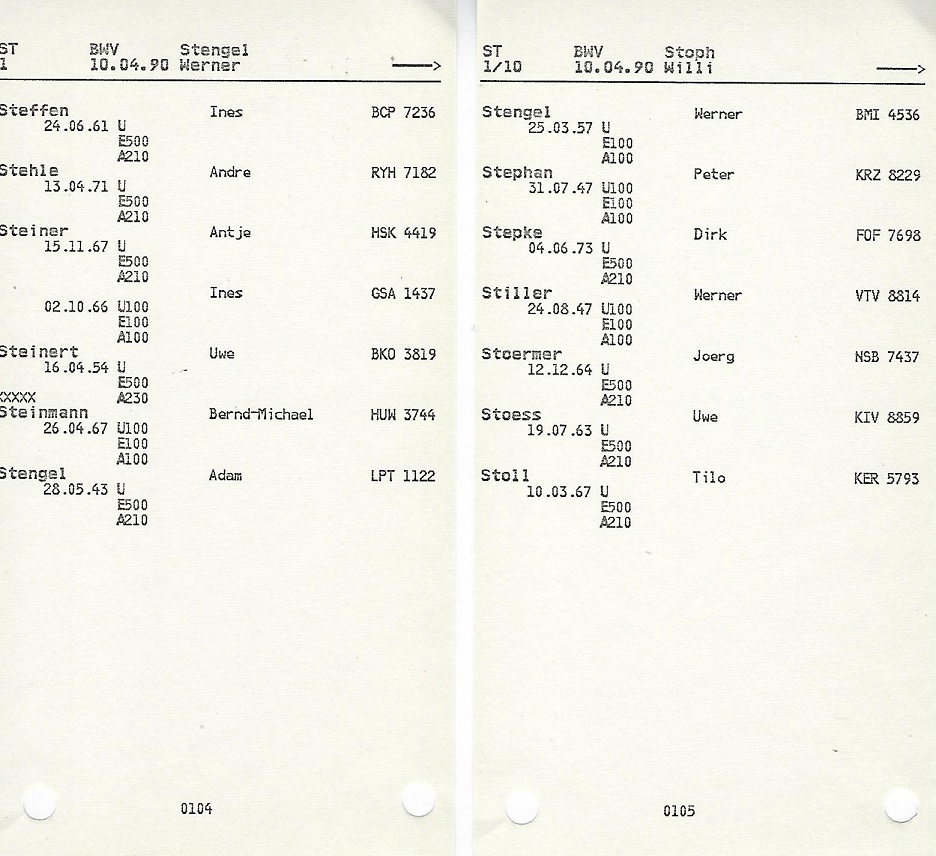 ST BWV Stengel
1 10.04.90 Werner ——>
Steffen Ines BCP 7236
24.06.61 U
E500
A210
Stehle Andre RYH 7182
13.04.71 U
E500
A210
Steiner Antje HSK 4419
15.11.67 U
E500
A210
Ines GSA 1437
02.10.66 U100
E100
A100
Steinert Uwe BKO 3819
16.04.54 U
E500
XXXXX A230
Steinmann Bernd-Michael HUW 3744
26.04.67 U100
E100
A100
Stengel Adam LPT 1122
28.05.43 U
E500
A210
0104
ST BWV Stoph
1/10 10.04.90 Willi ——>
Stengel Werner BMI 4536
25.03.57 U
E100
A100
Stephan Peter KRZ 8229
31.07.47 U100
E100
A100
Stepke Dirk FOF 7698
04.06.73 U
E500
A210
Stiller Werner VTV 8814
24.08.47 U100
E100
A100
Stoermer Joerg NSB 7437
12.12.64 U
E500
A210
Stoess Uwe KIV 8859
19.07.63 U
E500
A210
Stoll Tilo KER 5793
10.03.67 U
E500
A210
0105